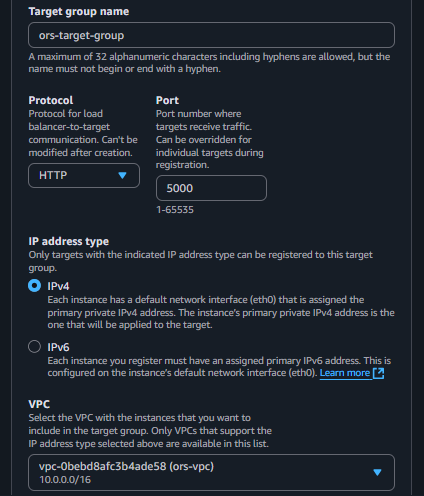 Target group name
ors-target-group
A maximum of 32 alphanumeric characters including hyphens are allowed, but the
name must not begin or end with a hyphen.
Protocol
Protocol for load
balancer-to-target
communication. Can't be
modified after creation.
HTTP
Port
Port number where
targets receive traffic.
Can be overridden for
individual targets during
registration.
5000
1-65535
IP address type
Only targets with the indicated IP address type can be registered to this target
group.
IPv4
Each instance has a default network interface (eth0) that is assigned the
primary private IPv4 address. The instance's primary private IPv4 address is the
one that will be applied to the target.
IPv6
Each instance you register must have an assigned primary IPv6 address. This is
configured on the instance's default network interface (eth0). Learn more
VPC
Select the VPC with the instances that you want to
include in the target group. Only VPCs that support the
IP address type selected above are available in this list.
vpc-0ebd8afc3b4ade58 (ors-vpc)
10.0.0.0/16